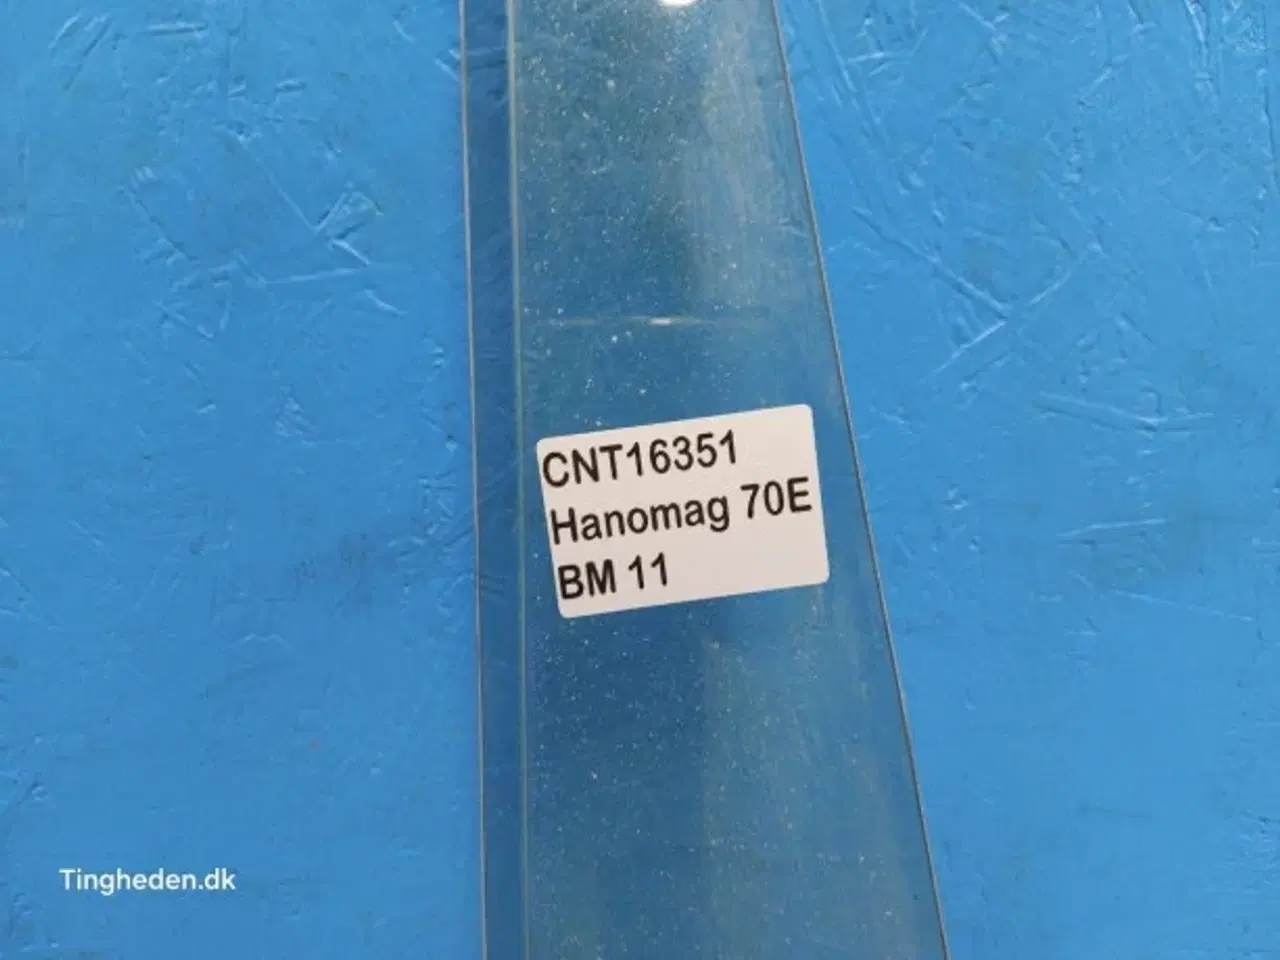 CNT16351
Hanomag 70E
BM 11
Tingheden.dk